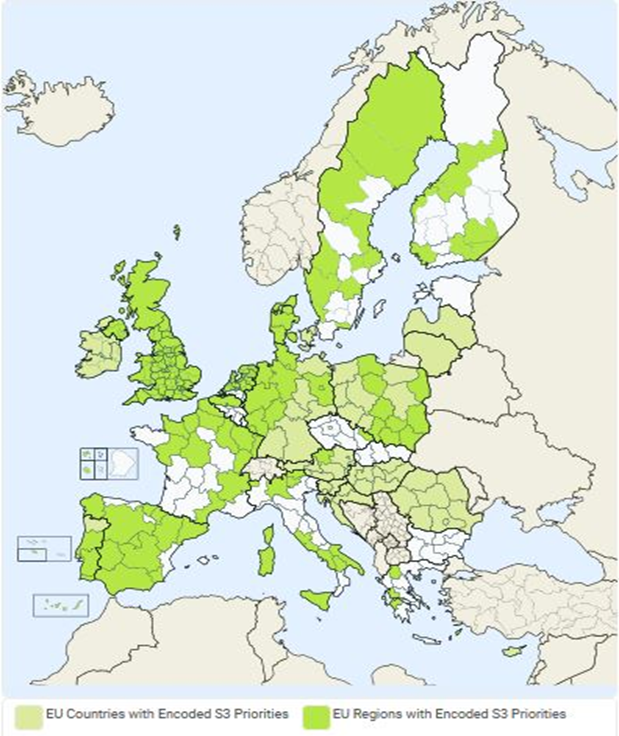 EU Countries with Encoded S3 Priorities
EU Regions with Encoded S3 Priorities